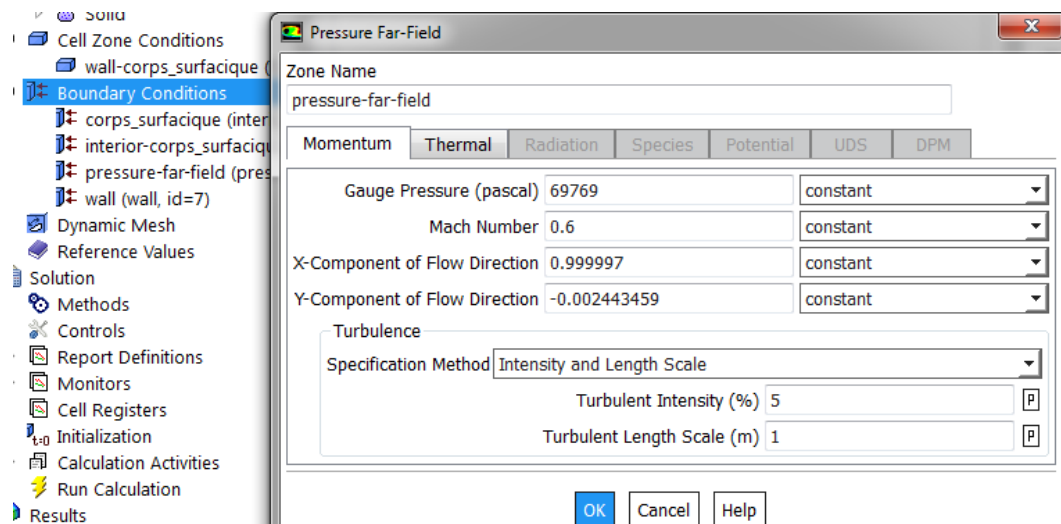 Solid
Cell Zone Conditions
wall-corps_surfacique (
Boundary Conditions
corps_surfacique (inter
interior-corps_surfaciqu
pressure-far-field (pres
wall (wall, id=7)
Dynamic Mesh
Reference Values
Solution
Methods
Controls
Report Definitions
Monitors
Cell Registers
t=0 Initialization
Calculation Activities
Run Calculation
Results
Pressure Far-Field
X
Zone Name
pressure-far-field
Momentum Thermal Radiation Species Potential UDS DPM
Gauge Pressure (pascal) 69769 constant
Mach Number 0.6 constant
X-Component of Flow Direction 0.999997 constant
Y-Component of Flow Direction -0.002443459 constant
Turbulence
Specification Method Intensity and Length Scale
Turbulent Intensity (%) 5 P
Turbulent Length Scale (m) 1 P
OK Cancel Help